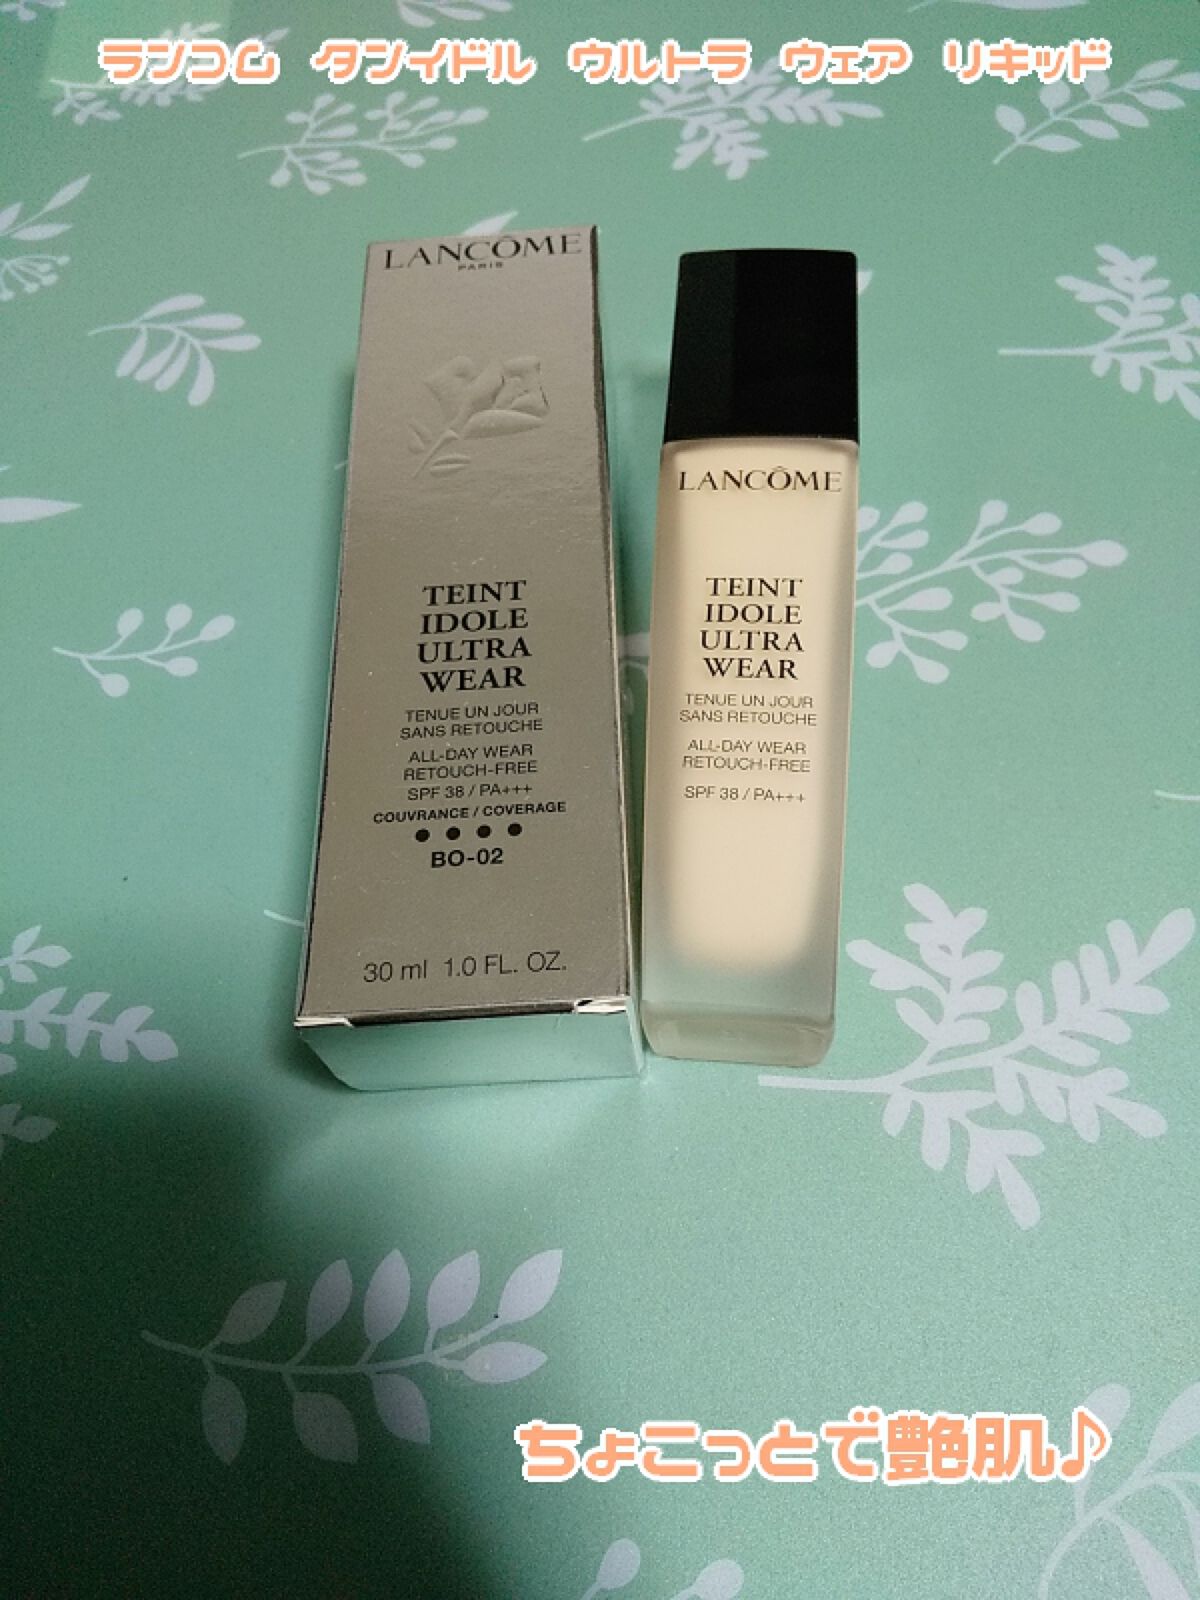 ランコム タンイドル ウルトラ ウェア リキッド
LANCÔME
PARIS
TEINT
IDOLE
ULTRA
WEAR
TENUE UN JOUR
SANS RETOUCHE
ALL-DAY WEAR
RETOUCH-FREE
SPF 38 / PA+++
COUVRANCE / COVERAGE
● ● ● ●
BO-02
30 ml 1.0 FL. OZ.
LANCÔME
TEINT
IDOLE
ULTRA
WEAR
TENUE UN JOUR
SANS RETOUCHE
ALL-DAY WEAR
RETOUCH-FREE
SPF 38 / PA+++
ちょこっとで艶肌♪